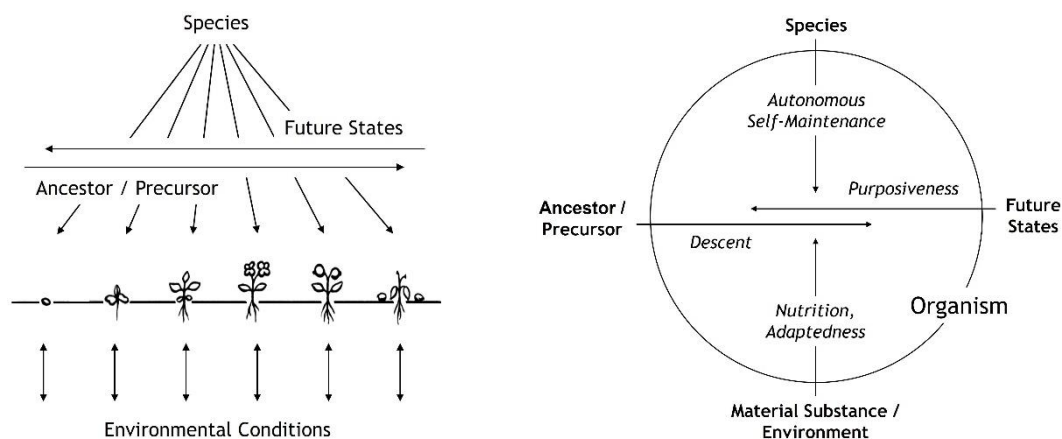 Species
Future States
Ancestor / Precursor
Environmental Conditions
Species
Autonomous
Self-Maintenance
Purposiveness
Ancestor /
Precursor
Future
States
Descent
Nutrition,
Adaptedness
Organism
Material Substance /
Environment